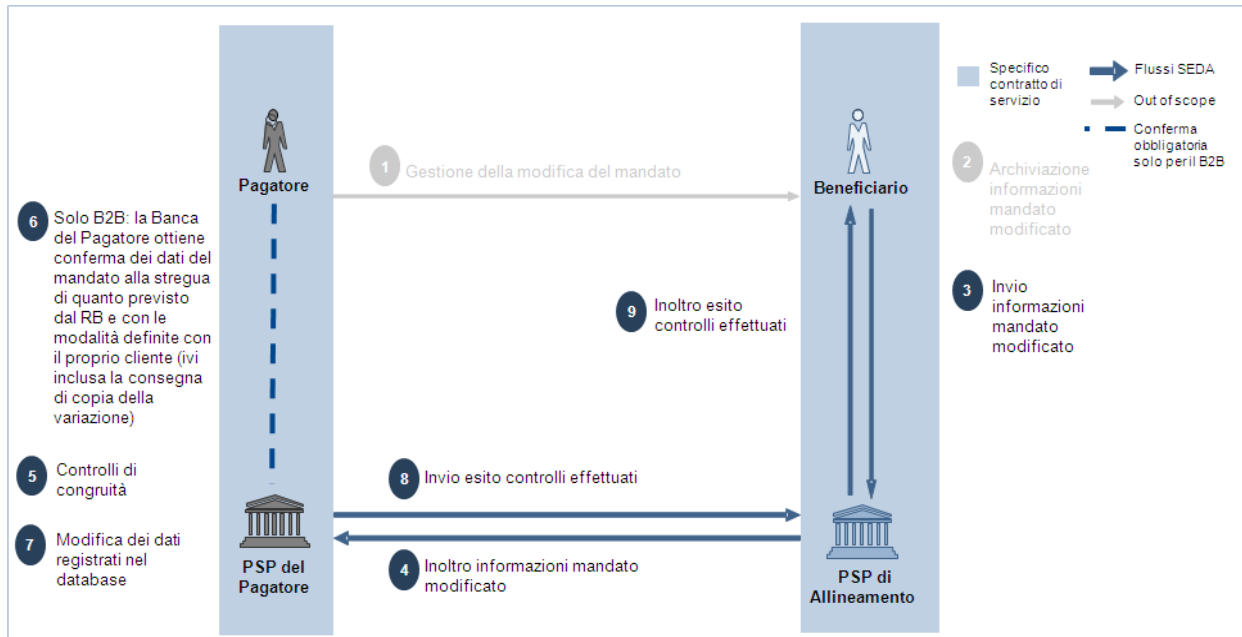 Specifico
contratto di
servizio
Flussi SEDA
Out of scope
Conferma
obbligatoria
solo per il B2B
Pagatore
1 Gestione della modifica del mandato
Beneficiario
2 Archiviazione
informazioni
mandato
modificato
6 Solo B2B: la Banca
del Pagatore ottiene
conferma dei dati del
mandato alla stregua
di quanto previsto
dal RB e con le
modalità definite con
il proprio cliente (ivi
inclusa la consegna
di copia della
variazione)
3 Invio
informazioni
mandato
modificato
9 Inoltro esito
controlli effettuati
5 Controlli di
congruità
8 Invio esito controlli effettuati
7 Modifica dei dati
registrati nel
database
PSP del
Pagatore
4 Inoltro informazioni mandato
modificato
PSP di
Allineamento